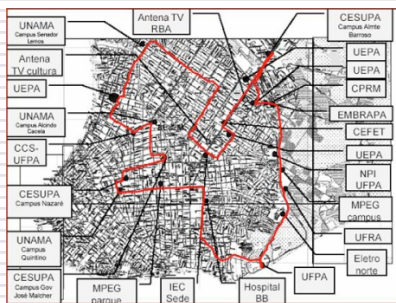 UNAMA
Campus Senador
Lemos
Antena TV
RBA
CESUPA
Campus Almte
Barroso
Antena
TV cultura
UEPA
UNAMA
Campus Alcindo
Cacela
CCS-
UFPA
CESUPA
Campus Nazaré
UNAMA
Campus
Quintino
CESUPA
Campus Gov
José Malcher
UEPA
UEPA
CPRM
EMBRAPA
CEFET
UEPA
NPI
UFPA
MPEG
campus
UFRA
Eletro
norte
MPEG
parque
IEC
Sede
Hospital
BB
UFPA